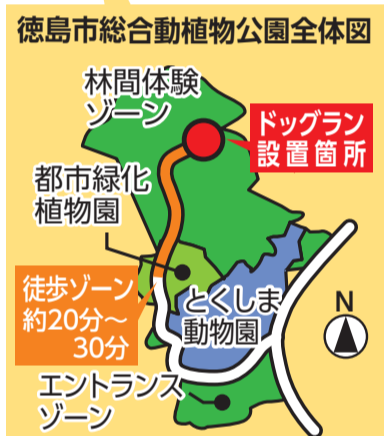 徳島市総合動植物公園全体図
林間体験
ゾーン
ドッグラン
設置箇所
都市緑化
植物園
徒歩ゾーン
約20分〜
30分
とくしま
動物園
N
エントランス
ゾーン